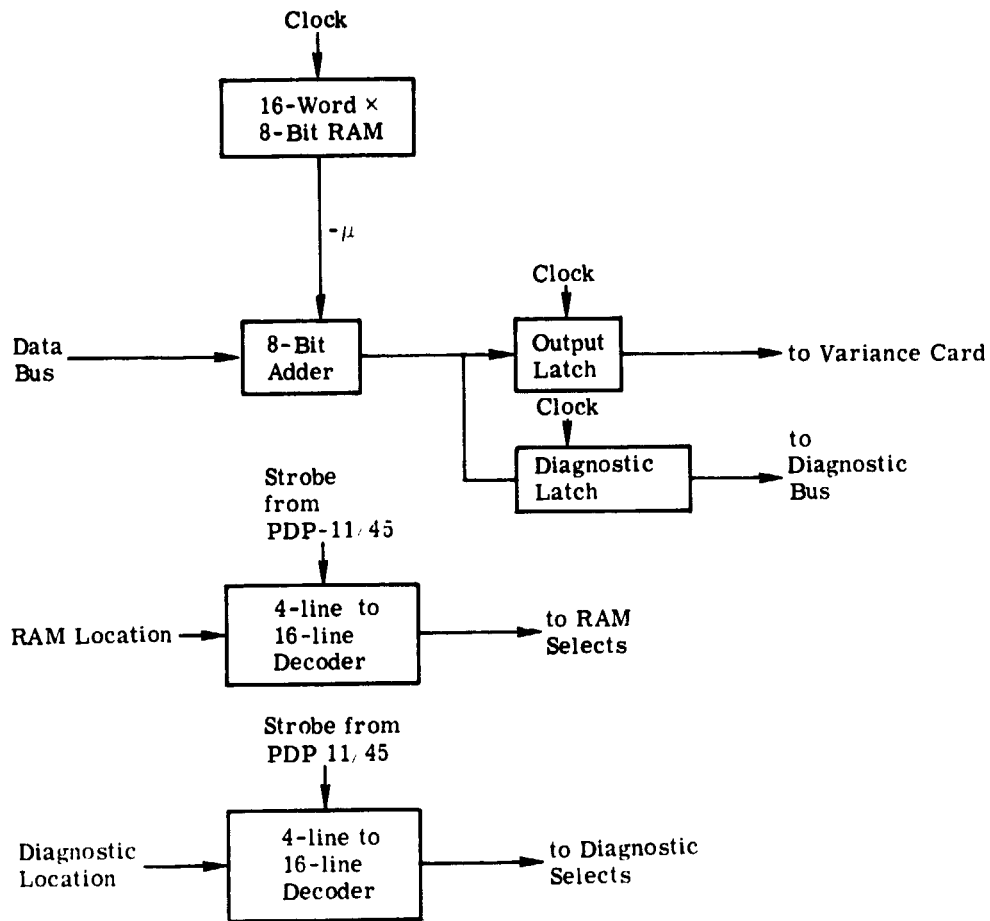 Clock
16-Word ×
8-Bit RAM
-μ
Clock
Data
Bus
8-Bit
Adder
Output
Latch
to Variance Card
Clock
Diagnostic
Latch
to
Diagnostic
Bus
Strobe
from
PDP-11/45
RAM Location
4-line to
16-line
Decoder
to RAM
Selects
Strobe from
PDP 11/45
Diagnostic
Location
4-line to
16-line
Decoder
to Diagnostic
Selects